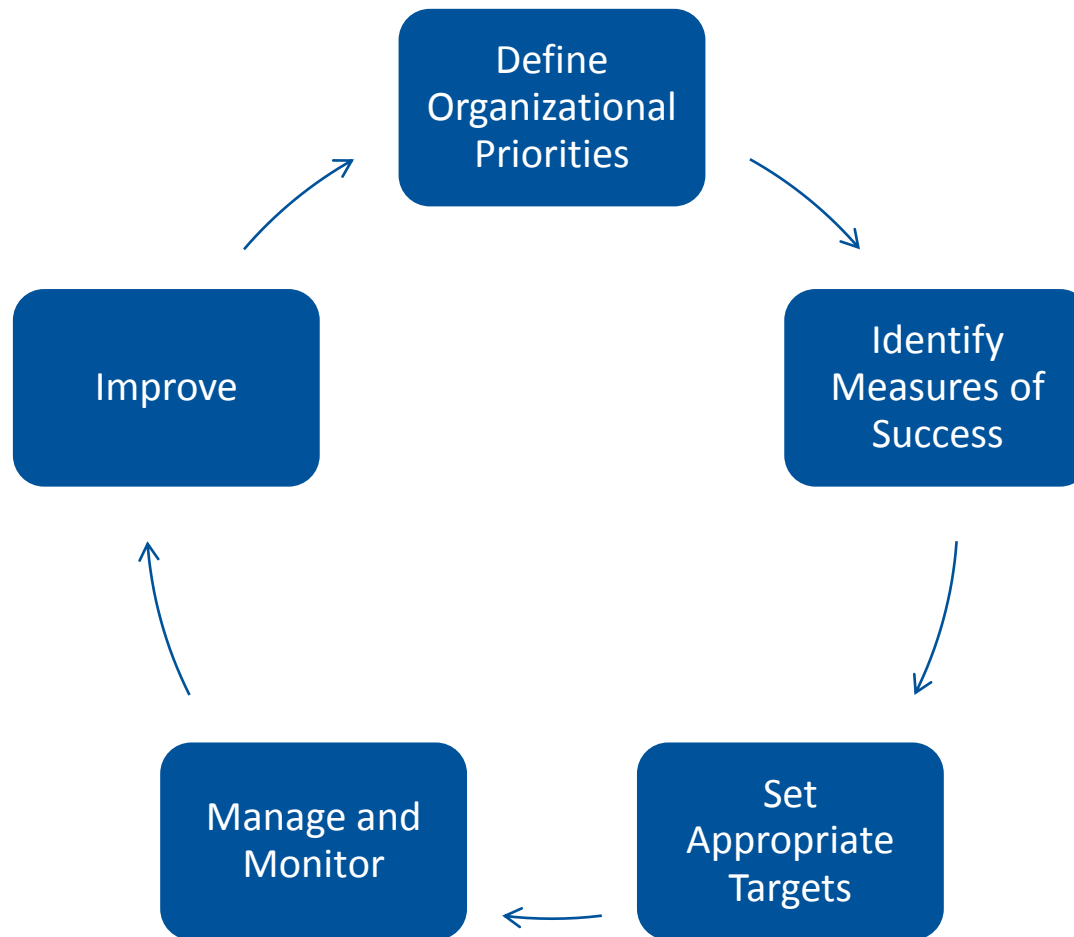 Define
Organizational
Priorities
Identify
Measures of
Success
Set
Appropriate
Targets
Manage and
Monitor
Improve